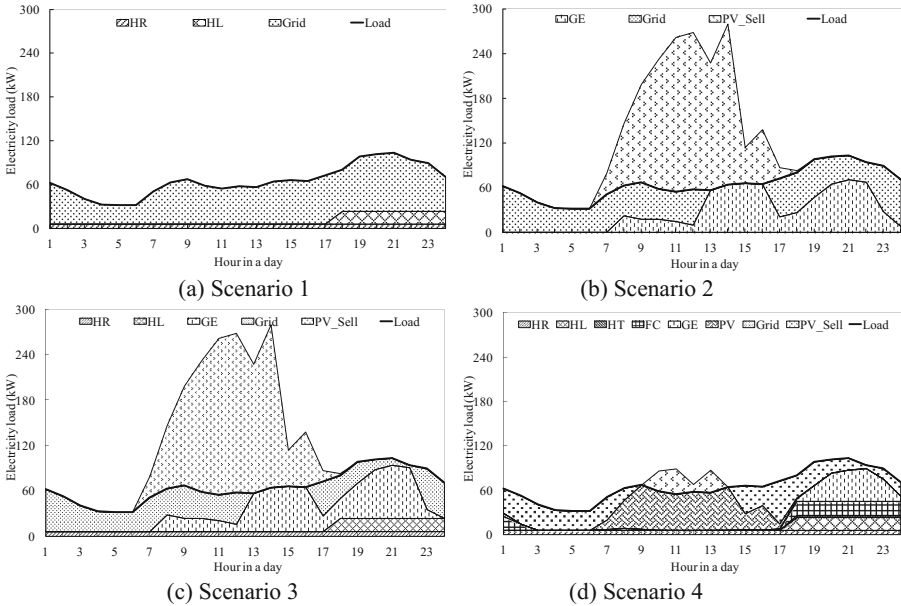 HR HL Grid Load
300
240
180
120
60
0
Electricity load (kW)
1 3 5 7 9 11 13 15 17 19 21 23
Hour in a day
(a) Scenario 1
GE Grid PV_Sell Load
300
240
180
120
60
0
Electricity load (kW)
1 3 5 7 9 11 13 15 17 19 21 23
Hour in a day
(b) Scenario 2
HR HL GE Grid PV_Sell Load
300
240
180
120
60
0
Electricity load (kW)
1 3 5 7 9 11 13 15 17 19 21 23
Hour in a day
(c) Scenario 3
HR HL HT FC GE PV Grid PV_Sell Load
300
240
180
120
60
0
Electricity load (kW)
1 3 5 7 9 11 13 15 17 19 21 23
Hour in a day
(d) Scenario 4